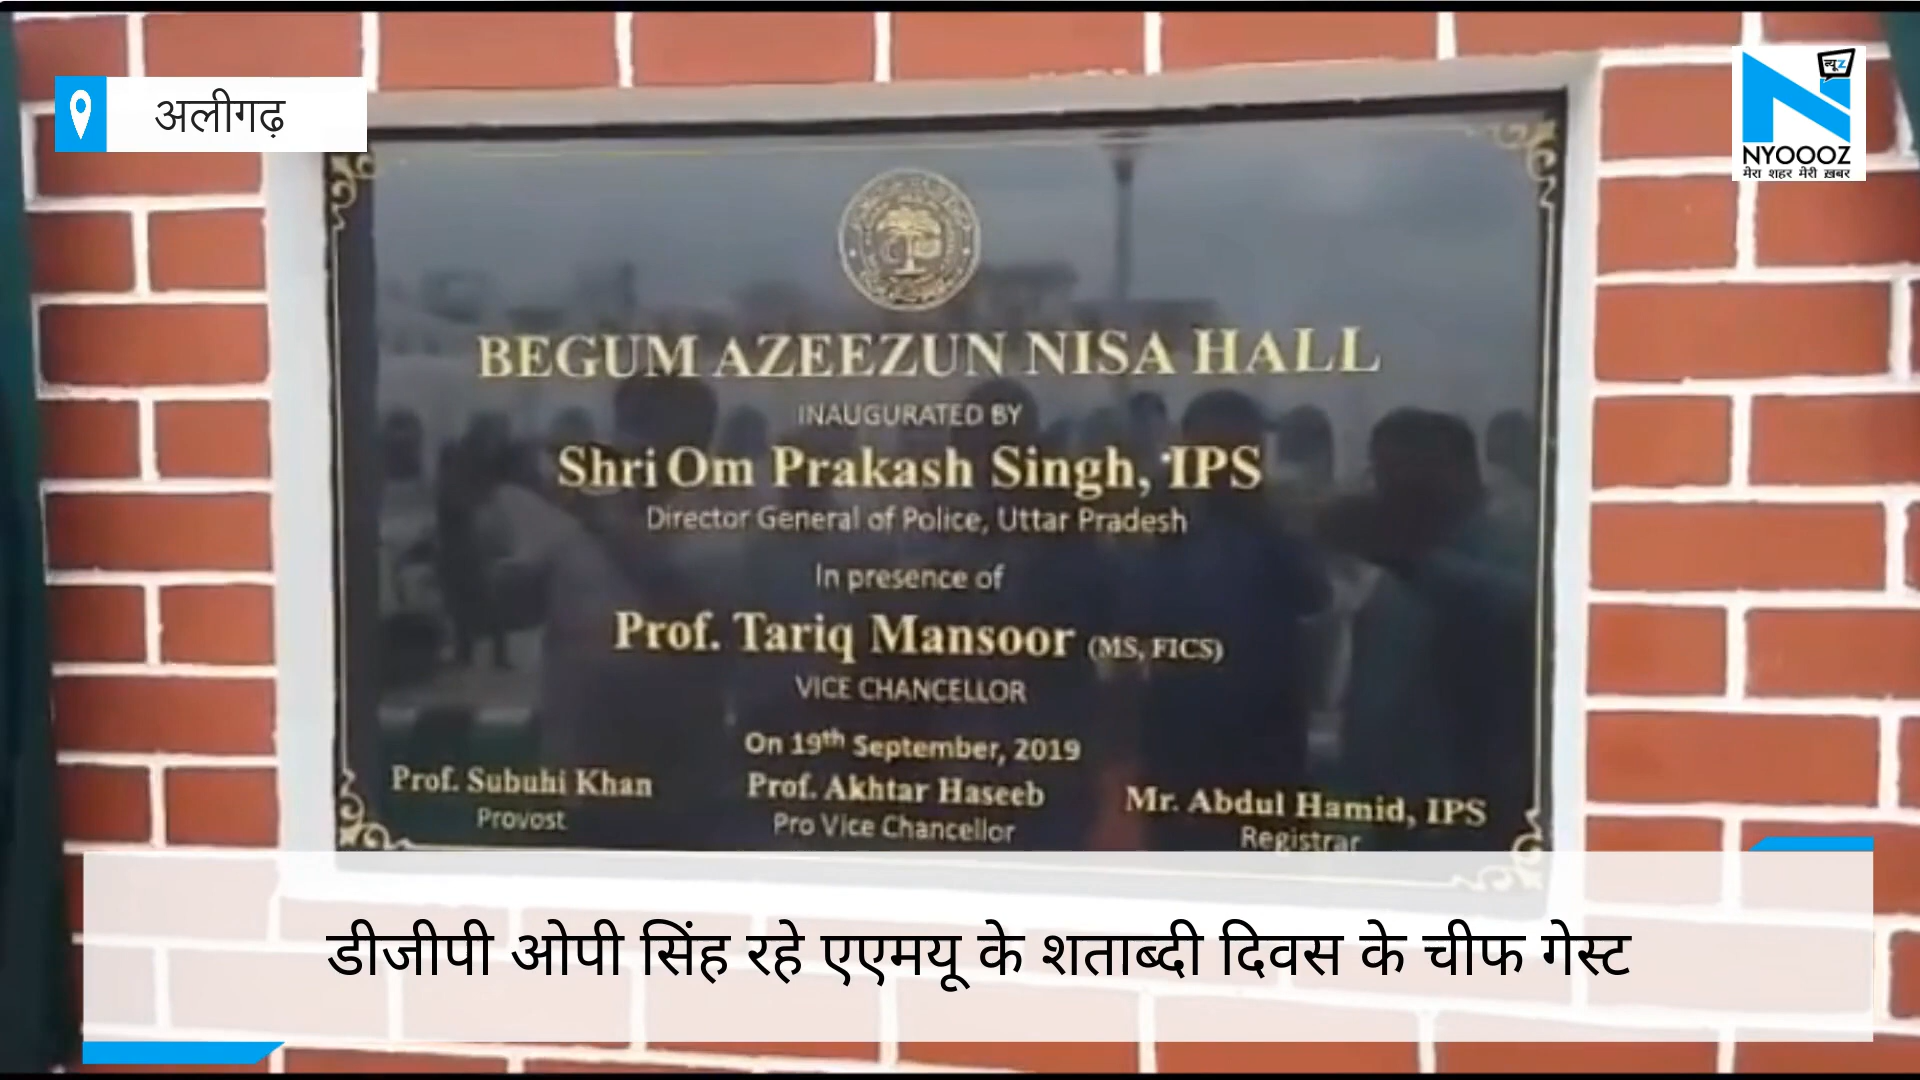 अलीगढ़
न्यूz
NYOOOZ
मेरा शहर मेरी ख़बर
BEGUM AZEEZUN NISA HALL
INAUGURATED BY
Shri Om Prakash Singh, IPS
Director General of Police, Uttar Pradesh
In presence of
Prof. Tariq Mansoor (MS, FICS)
VICE CHANCELLOR
On 19th September, 2019
Prof. Subuhi Khan Prof. Akhtar Haseeb Mr. Abdul Hamid, IPS
Provost Pro Vice Chancellor Registrar
डीजीपी ओपी सिंह रहे एएमयू के शताब्दी दिवस के चीफ गेस्ट